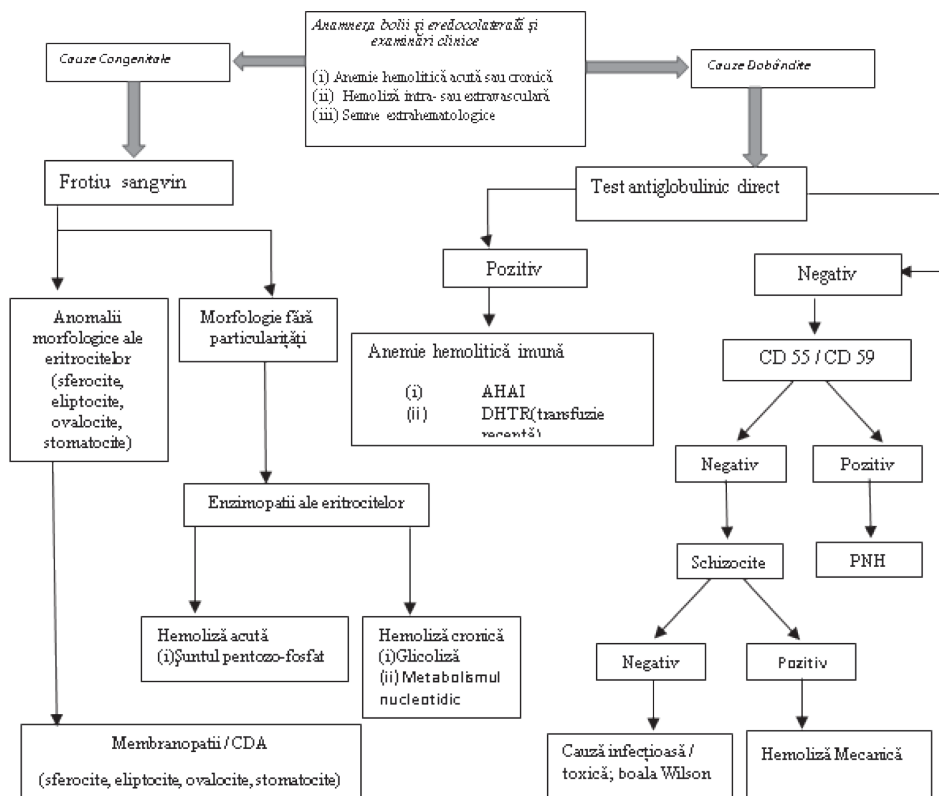 Anamneza bolii și eredocolaterală și
examinări clinice
(i) Anemie hemolitică acută sau cronică
(ii) Hemoliză intra- sau extravasculară
(iii) Semne extrahematologice
Cauze Congenitale
Cauze Dobândite
Frotiu sangvin
Test antiglobulinic direct
Pozitiv
Negativ
Anomalii
morfologice ale
eritrocitelor
(sferocite,
eliptocite,
ovalocite,
stomatocite)
Morfologie fără
particularităţi
Anemie hemolitică imună
(i) AHAI
(ii) DHTR(transfuzie
recentă)
CD 55 / CD 59
Negativ
Pozitiv
Enzimopatii ale eritrocitelor
Schizocite
PNH
Hemoliză acută
(i)Şuntul pentozo-fosfat
Hemoliză cronică
(i)Glicoliză
(ii) Metabolismul
nucleotidic
Negativ
Pozitiv
Membranopatii / CDA
(sferocite, eliptocite, ovalocite, stomatocite)
Cauză infecţioasă /
toxică; boala Wilson
Hemoliză Mecanică